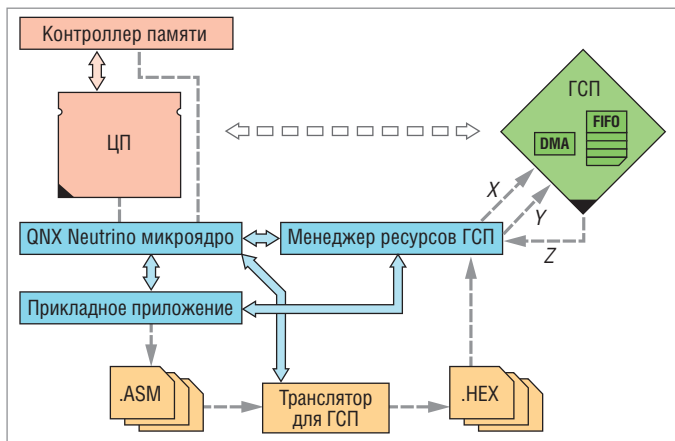 Контроллер памяти
ЦП
ГСП
DMA
FIFO
X
Y
Z
QNX Neutrino микроядро
Менеджер ресурсов ГСП
Прикладное приложение
.ASM
Транслятор
для ГСП
.HEX